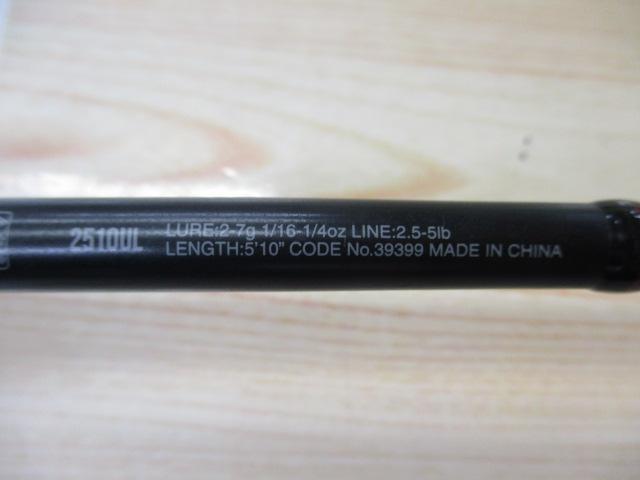 2510UL
LURE:2-7g 1/16-1/4oz LINE:2.5-5lb
LENGTH:5'10" CODE No.39399 MADE IN CHINA